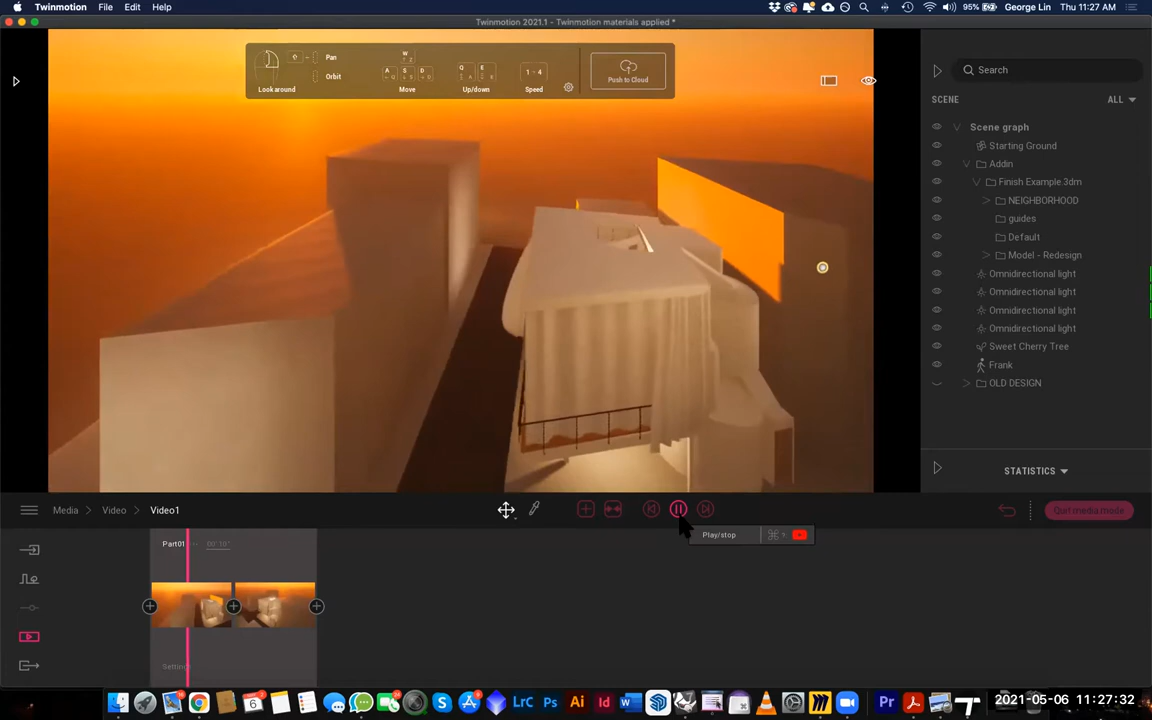 Twinmotion File Edit Help 95% George Lin Thu 11:27 AM
Twinmotion 2021.1 - Twinmotion materials applied *
Pan
Orbit
Look around
W
A S D
Move
Q E
Up/down
1 - 4
Speed
Push to Cloud
Search
SCENE ALL
Scene graph
Starting Ground
Addin
Finish Example.3dm
NEIGHBORHOOD
guides
Default
Model - Redesign
Omnidirectional light
Omnidirectional light
Omnidirectional light
Omnidirectional light
Sweet Cherry Tree
Frank
OLD DESIGN
STATISTICS
Media Video Video1
Quit media mode
Play/stop
Part01 00'10"
LrC Ps Ai Id Pr
2021-05-06 11:27:32